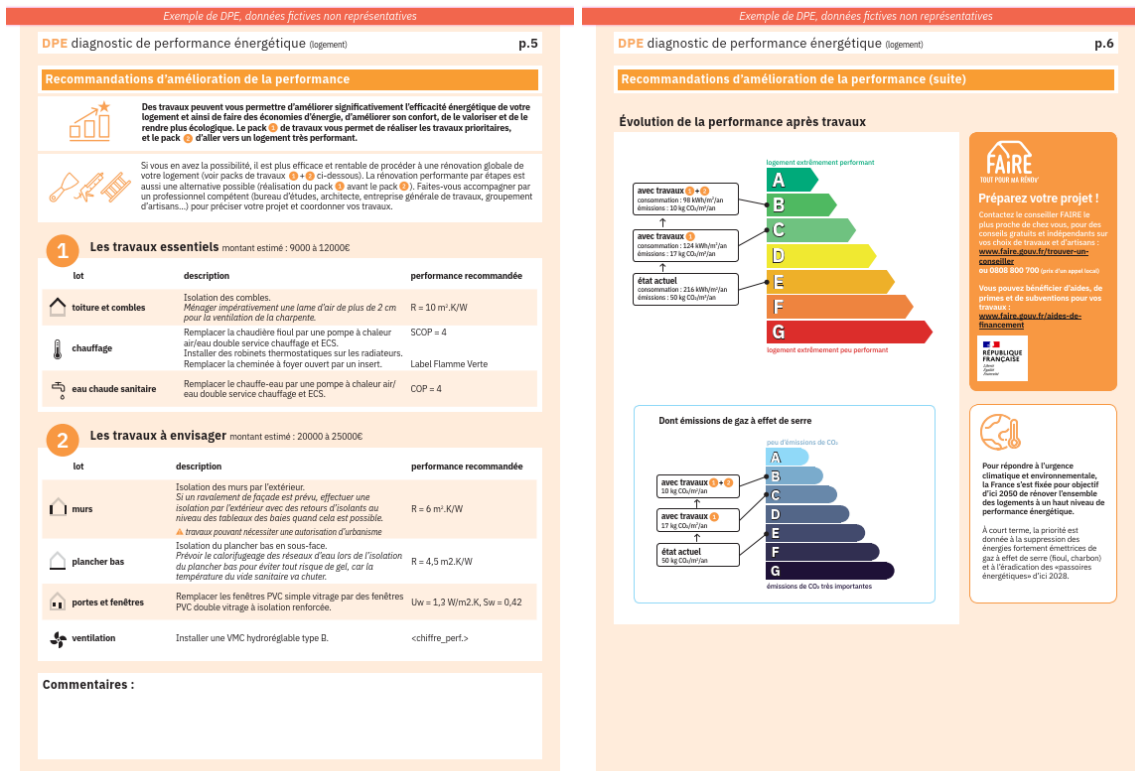 Exemple de DPE, données fictives non représentatives
DPE diagnostic de performance énergétique (logement) p.5
Recommandations d'amélioration de la performance
Des travaux peuvent vous permettre d'améliorer significativement l'efficacité énergétique de votre
logement et ainsi de faire des économies d'énergie, d'améliorer son confort, de le valoriser et de le
rendre plus écologique. Le pack 1 de travaux vous permet de réaliser les travaux prioritaires,
et le pack 2 d'aller vers un logement très performant.
Si vous en avez la possibilité, il est plus efficace et rentable de procéder à une rénovation globale de
votre logement (voir packs de travaux 1 + 2 ci-dessous). La rénovation performante par étapes est
aussi une alternative possible (réalisation du pack 1 avant le pack 2). Faites-vous accompagner par
un professionnel compétent (bureau d'études, architecte, entreprise générale de travaux, groupement
d'artisans...) pour préciser votre projet et coordonner vos travaux.
1 Les travaux essentiels montant estimé : 9000 à 12000€
lot description performance recommandée
toiture et combles
Isolation des combles.
Ménager impérativement une lame d'air de plus de 2 cm
pour la ventilation de la charpente.
R = 10 m².K/W
chauffage
Remplacer la chaudière fioul par une pompe à chaleur
air/eau double service chauffage et ECS.
Installer des robinets thermostatiques sur les radiateurs.
Remplacer la cheminée à foyer ouvert par un insert.
SCOP = 4
Label Flamme Verte
eau chaude sanitaire
Remplacer le chauffe-eau par une pompe à chaleur air/
eau double service chauffage et ECS.
COP = 4
2 Les travaux à envisager montant estimé : 20000 à 25000€
lot description performance recommandée
murs
Isolation des murs par l'extérieur.
Si un ravalement de façade est prévu, effectuer une
isolation par l'extérieur avec des retours d'isolants au
niveau des tableaux des baies quand cela est possible.
travaux pouvant nécessiter une autorisation d'urbanisme
R = 6 m².K/W
plancher bas
Isolation du plancher bas en sous-face.
Prévoir le calorifugeage des réseaux d'eau lors de l'isolation
du plancher bas pour éviter tout risque de gel, car la
température du vide sanitaire va chuter.
R = 4,5 m2.K/W
portes et fenêtres
Remplacer les fenêtres PVC simple vitrage par des fenêtres
PVC double vitrage à isolation renforcée.
Uw = 1,3 W/m2.K, Sw = 0,42
ventilation
Installer une VMC hydroréglable type B.
<chiffre_perf.>
Commentaires :
Exemple de DPE, données fictives non représentatives
DPE diagnostic de performance énergétique (logement) p.6
Recommandations d'amélioration de la performance (suite)
Évolution de la performance après travaux
logement extrêmement performant
A
B
C
D
E
F
G
logement extrêmement peu performant
avec travaux 1 + 2
consommation : 98 kWh/m²/an
émissions : 10 kg CO₂/m²/an
avec travaux 1
consommation : 124 kWh/m²/an
émissions : 17 kg CO₂/m²/an
état actuel
consommation : 216 kWh/m²/an
émissions : 50 kg CO₂/m²/an
Dont émissions de gaz à effet de serre
peu d'émissions de CO₂
A
B
C
D
E
F
G
émissions de CO₂ très importantes
avec travaux 1 + 2
10 kg CO₂/m²/an
avec travaux 1
17 kg CO₂/m²/an
état actuel
50 kg CO₂/m²/an
FAIRE
TOUT POUR MA RÉNOV'
Préparez votre projet !
Contactez le conseiller FAIRE le
plus proche de chez vous, pour des
conseils gratuits et indépendants sur
vos choix de travaux et d'artisans :
www.faire.gouv.fr/trouver-un-
conseiller
ou 0808 800 700 (prix d'un appel local)
Vous pouvez bénéficier d'aides, de
primes et de subventions pour vos
travaux :
www.faire.gouv.fr/aides-de-
financement
RÉPUBLIQUE
FRANÇAISE
Liberté
Égalité
Fraternité
Pour répondre à l'urgence
climatique et environnementale,
la France s'est fixée pour objectif
d'ici 2050 de rénover l'ensemble
des logements à un haut niveau de
performance énergétique.
À court terme, la priorité est
donnée à la suppression des
énergies fortement émettrices de
gaz à effet de serre (fioul, charbon)
et à l'éradication des «passoires
énergétiques» d'ici 2028.